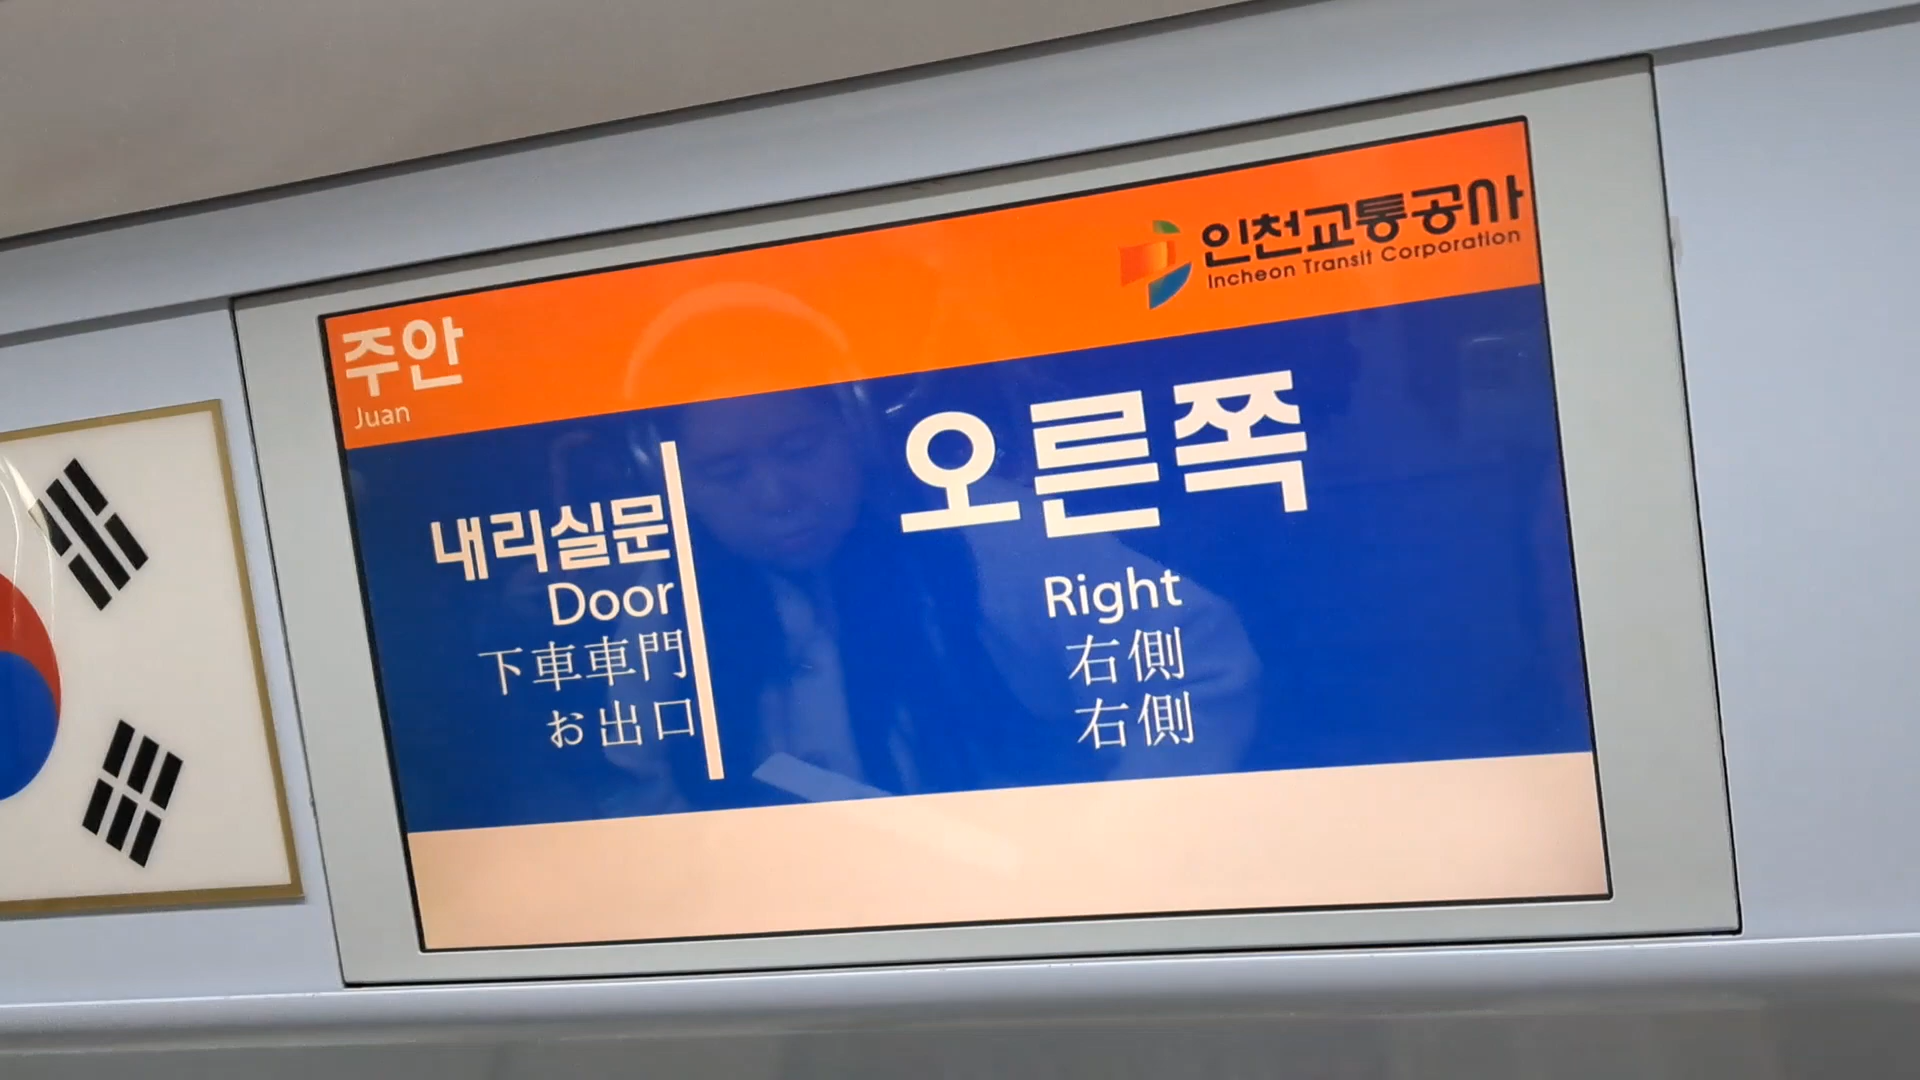 주안
Juan
인천교통공사
Incheon Transit Corporation
내리실문
Door
下車車門
お出口
오른쪽
Right
右側
右側